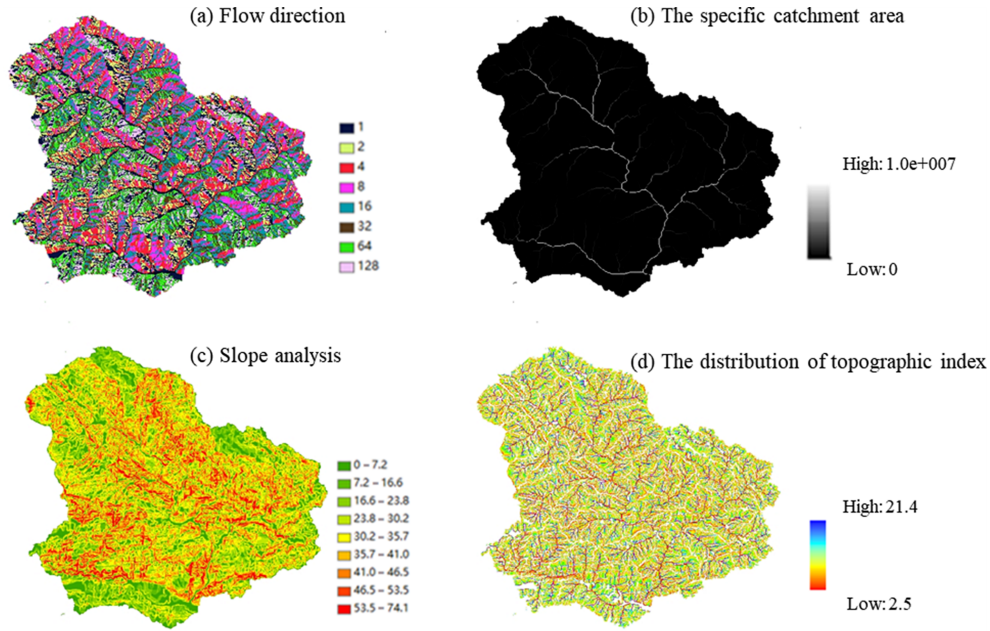 (a) Flow direction
1
2
4
8
16
32
64
128
(b) The specific catchment area
High: 1.0e+007
Low: 0
(c) Slope analysis
0 – 7.2
7.2 – 16.6
16.6 – 23.8
23.8 – 30.2
30.2 – 35.7
35.7 – 41.0
41.0 – 46.5
46.5 – 53.5
53.5 – 74.1
(d) The distribution of topographic index
High: 21.4
Low: 2.5